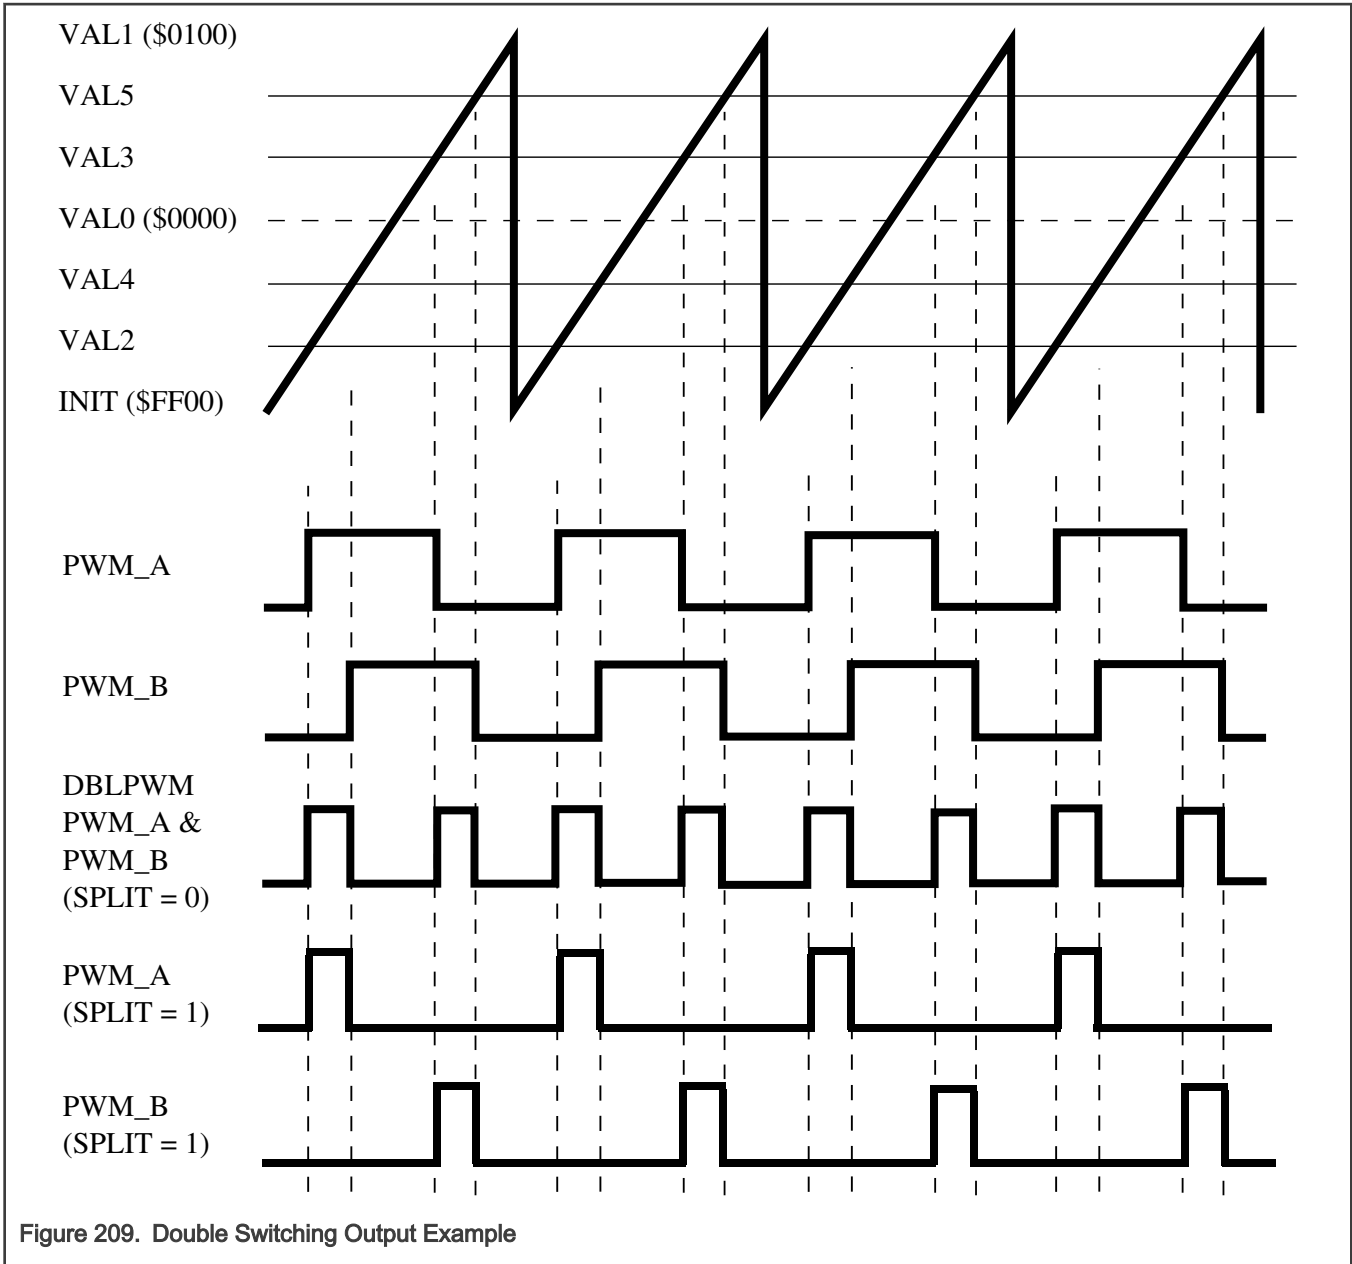 VAL1 ($0100)
VAL5
VAL3
VAL0 ($0000)
VAL4
VAL2
INIT ($FF00)
PWM_A
PWM_B
DBLPWM
PWM_A &
PWM_B
(SPLIT = 0)
PWM_A
(SPLIT = 1)
PWM_B
(SPLIT = 1)
Figure 209. Double Switching Output Example